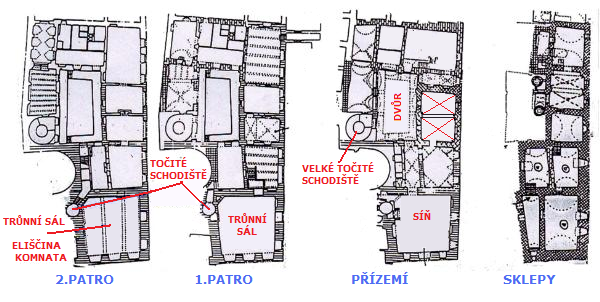 DVŮR
TOČITÉ
SCHODIŠTĚ
VELKÉ TOČITÉ
SCHODIŠTĚ
TRŮNNÍ SÁL
ELIŠČINA
KOMNATA
TRŮNNÍ
SÁL
SÍŇ
2.PATRO
1.PATRO
PŘÍZEMÍ
SKLEPY